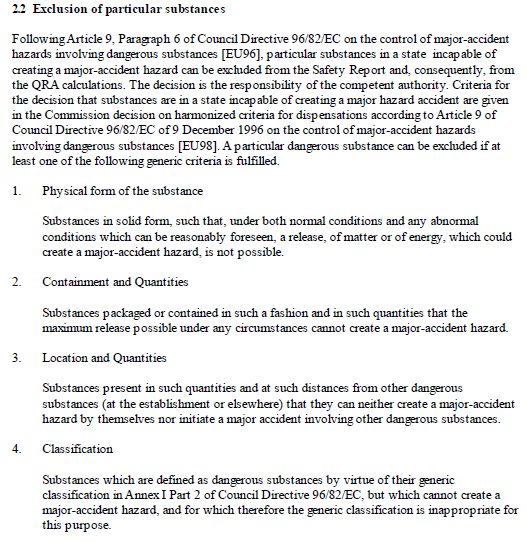 2.2 Exclusion of particular substances
Following Article 9, Paragraph 6 of Council Directive 96/82/EC on the control of major-accident
hazards involving dangerous substances [EU96], particular substances in a state incapable of
creating a major-accident hazard can be excluded from the Safety Report and, consequently, from
the QRA calculations. The decision is the responsibility of the competent authority. Criteria for
the decision that substances are in a state incapable of creating a major hazard accident are given
in the Commission decision on harmonized criteria for dispensations according to Article 9 of
Council Directive 96/82/EC of 9 December 1996 on the control of major-accident hazards
involving dangerous substances [EU98]. A particular dangerous substance can be excluded if at
least one of the following generic criteria is fulfilled.
1. Physical form of the substance
Substances in solid form, such that, under both normal conditions and any abnormal
conditions which can be reasonably foreseen, a release, of matter or of energy, which could
create a major-accident hazard, is not possible.
2. Containment and Quantities
Substances packaged or contained in such a fashion and in such quantities that the
maximum release possible under any circumstances cannot create a major-accident hazard.
3. Location and Quantities
Substances present in such quantities and at such distances from other dangerous
substances (at the establishment or elsewhere) that they can neither create a major-accident
hazard by themselves nor initiate a major accident involving other dangerous substances.
4. Classification
Substances which are defined as dangerous substances by virtue of their generic
classification in Annex I Part 2 of Council Directive 96/82/EC, but which cannot create a
major-accident hazard, and for which therefore the generic classification is inappropriate for
this purpose.